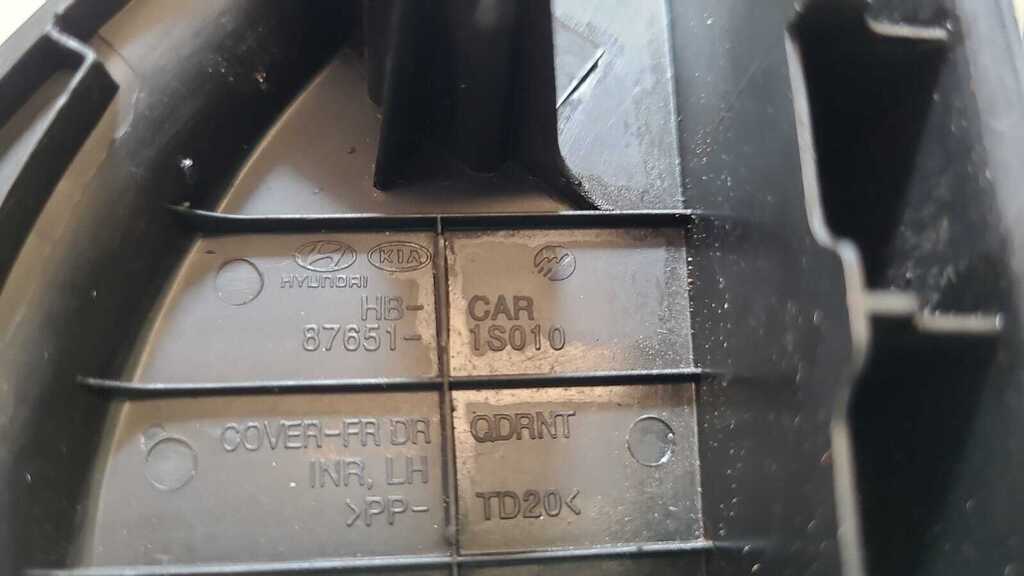 HYUNDAI KIA
HB- CAR
87651- 1S010
COVER-FR DR QDRNT
INR, LH
>PP- TD20<